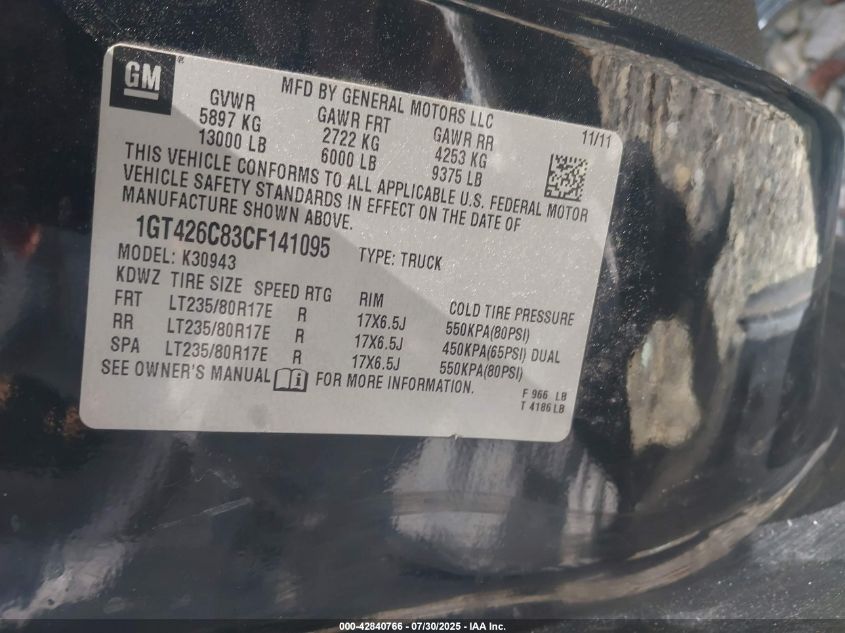 GM
MFD BY GENERAL MOTORS LLC
GVWR GAWR FRT GAWR RR 11/11
5897 KG 2722 KG 4253 KG
13000 LB 6000 LB 9375 LB
THIS VEHICLE CONFORMS TO ALL APPLICABLE U.S. FEDERAL MOTOR
VEHICLE SAFETY STANDARDS IN EFFECT ON THE DATE OF
MANUFACTURE SHOWN ABOVE.
1GT426C83CF141095 TYPE: TRUCK
MODEL: K30943
KDWZ TIRE SIZE SPEED RTG RIM COLD TIRE PRESSURE
FRT LT235/80R17E R 17X6.5J 550KPA(80PSI)
RR LT235/80R17E R 17X6.5J 450KPA(65PSI) DUAL
SPA LT235/80R17E R 17X6.5J 550KPA(80PSI)
SEE OWNER'S MANUAL i FOR MORE INFORMATION.
F 966 LB
T 4186 LB
000-42840766 - 07/30/2025 - IAA Inc.